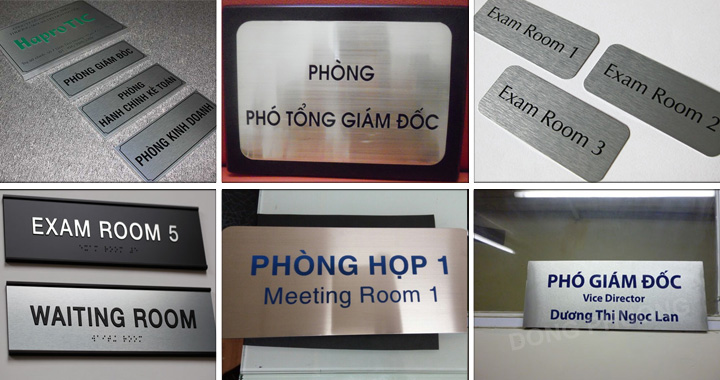 HaproTic
PHÒNG GIÁM ĐỐC
PHÒNG
HÀNH CHÍNH KẾ TOÁN
PHÒNG KINH DOANH
PHÒNG
PHÓ TỔNG GIÁM ĐỐC
Exam Room 1
Exam Room 2
Exam Room 3
EXAM ROOM 5
WAITING ROOM
PHÒNG HỌP 1
Meeting Room 1
PHÓ GIÁM ĐỐC
Vice Director
Dương Thị Ngọc Lan